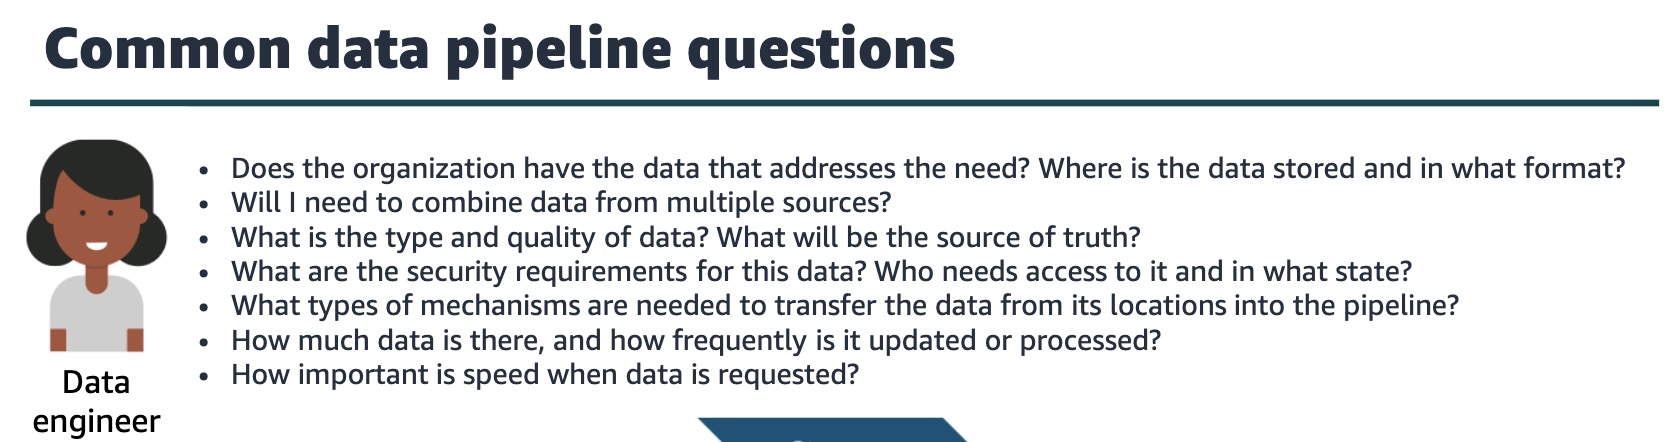 Common data pipeline questions
• Does the organization have the data that addresses the need? Where is the data stored and in what format?
• Will I need to combine data from multiple sources?
• What is the type and quality of data? What will be the source of truth?
• What are the security requirements for this data? Who needs access to it and in what state?
• What types of mechanisms are needed to transfer the data from its locations into the pipeline?
• How much data is there, and how frequently is it updated or processed?
• How important is speed when data is requested?
Data
engineer